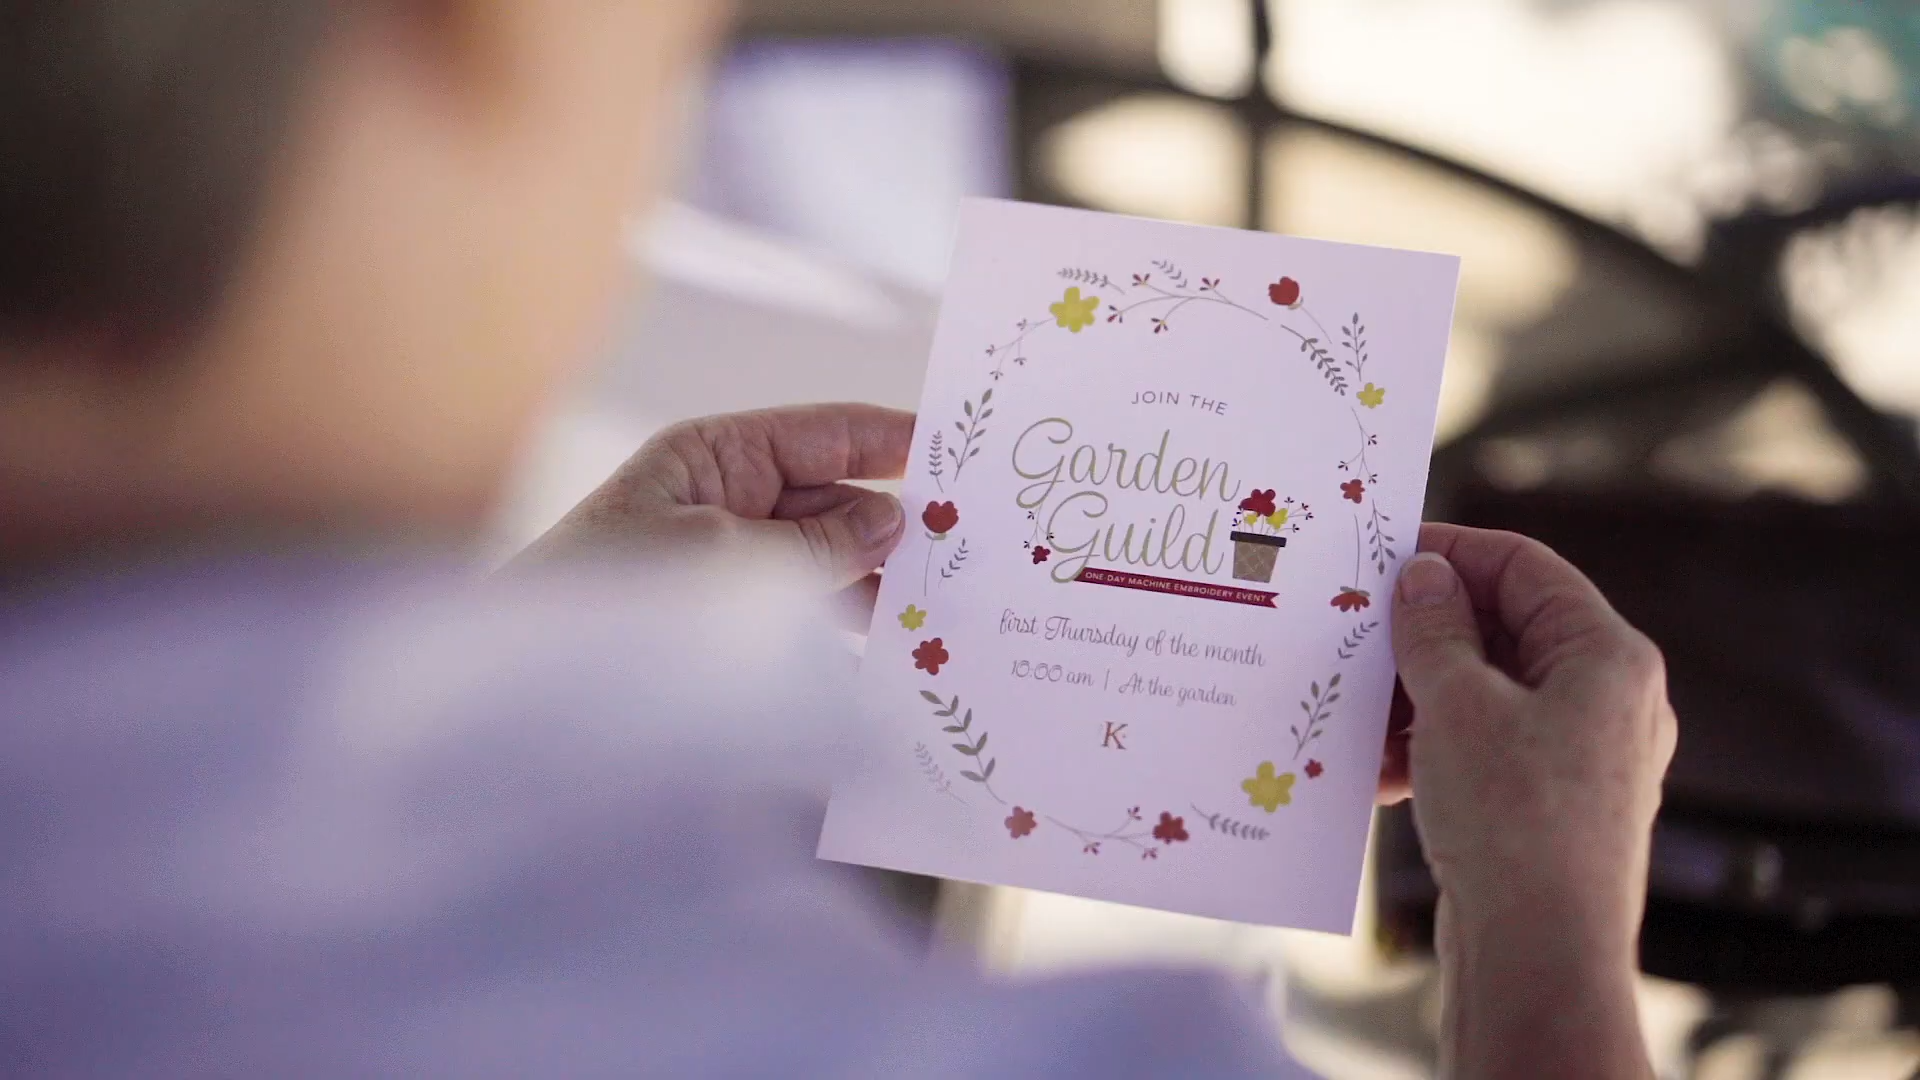 JOIN THE
Garden
Guild
ONE DAY MACHINE EMBROIDERY EVENT
first Thursday of the month
10:00 am | At the garden
K